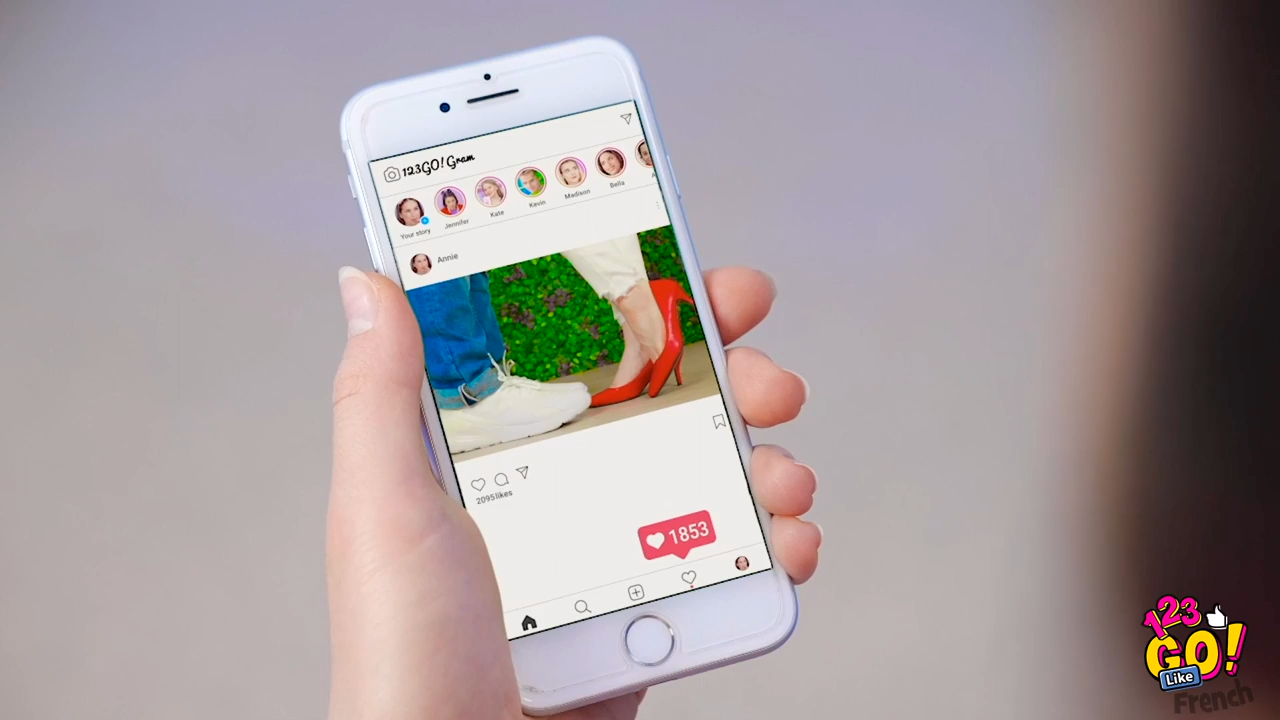 123GO! Gram
Your story
Jennifer
Kate
Kevin
Madison
Bella
A
Annie
2095 likes
1853
123
GO!
Like
French